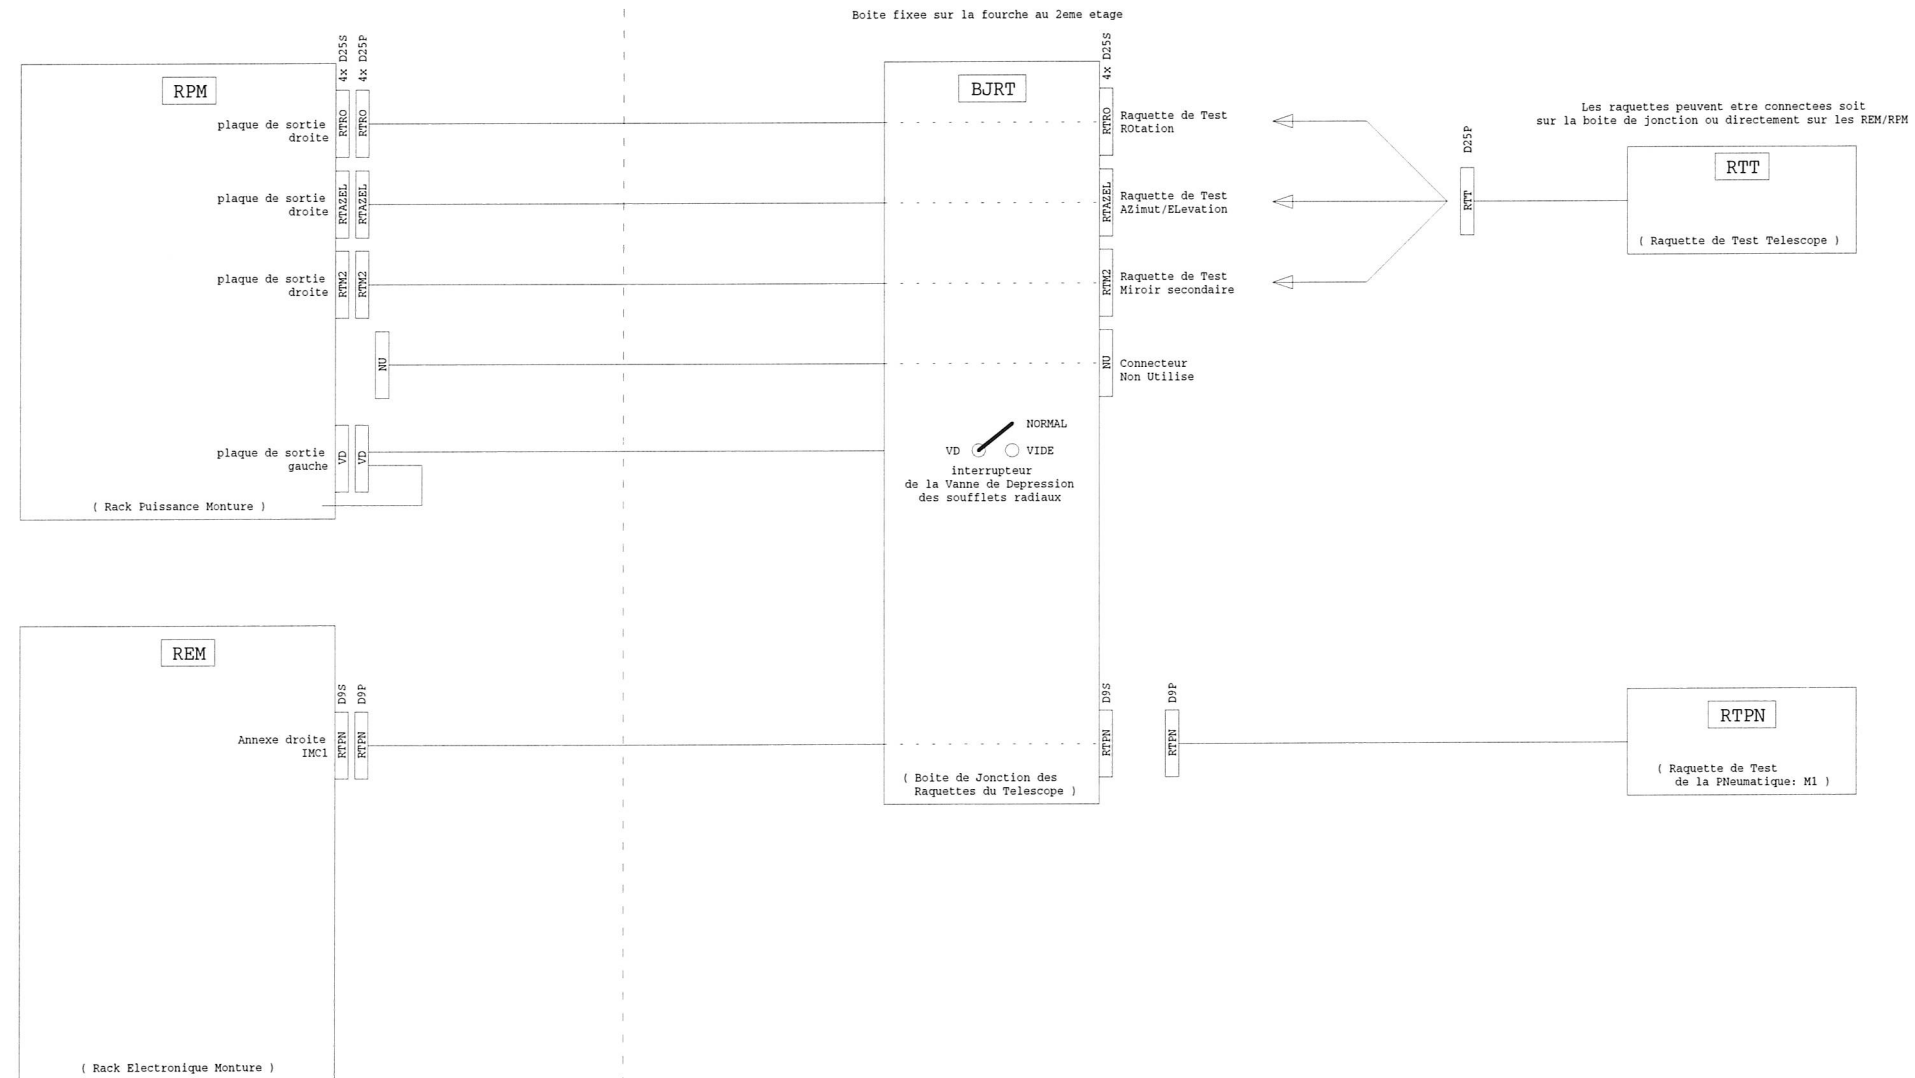 Boite fixee sur la fourche au 2eme etage
RPM
4x D25S
4x D25P
plaque de sortie
droite
RTRO
RTRO
plaque de sortie
droite
RTAZEL
RTAZEL
plaque de sortie
droite
RTM2
RTM2
NU
plaque de sortie
gauche
VD
VD
( Rack Puissance Monture )
BJRT
4x D25S
RTRO
Raquette de Test
ROtation
RTAZEL
Raquette de Test
AZimut/ELevation
RTM2
Raquette de Test
Miroir secondaire
NU
Connecteur
Non Utilise
NORMAL
VD
VIDE
interrupteur
de la Vanne de Depression
des soufflets radiaux
Les raquettes peuvent etre connectees soit
sur la boite de jonction ou directement sur les REM/RPM
D25P
RTT
RTT
( Raquette de Test Telescope )
REM
D9S
D9P
Annexe droite
IMC1
RTPN
RTPN
( Rack Electronique Monture )
D9S
RTPN
( Boite de Jonction des
Raquettes du Telescope )
D9P
RTPN
RTPN
( Raquette de Test
de la PNeumatique: M1 )